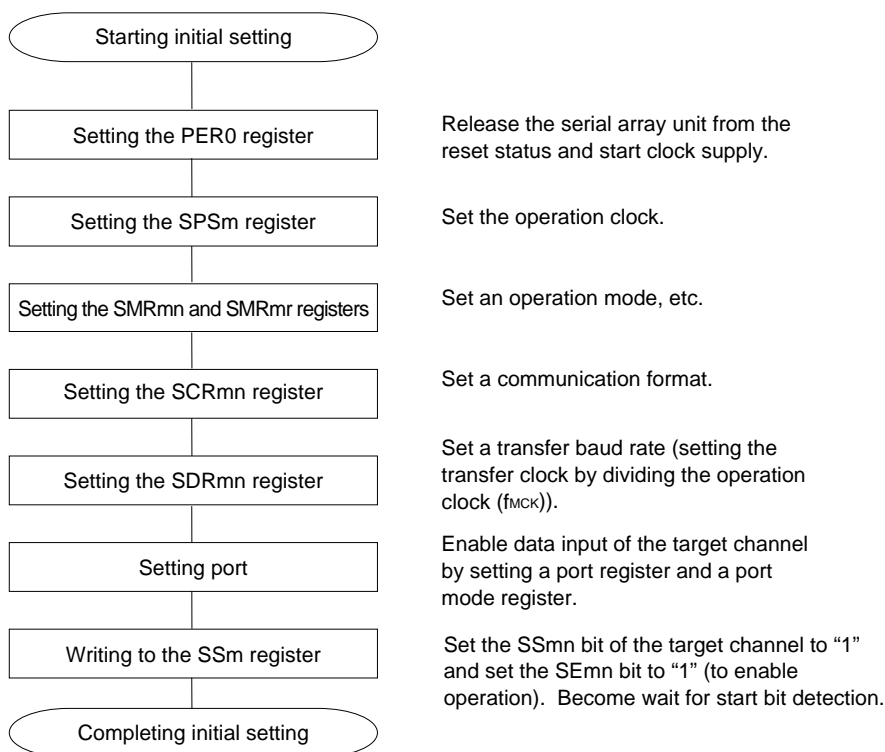 Starting initial setting
Setting the PER0 register
Release the serial array unit from the
reset status and start clock supply.
Setting the SPSm register
Set the operation clock.
Setting the SMRmn and SMRmr registers
Set an operation mode, etc.
Setting the SCRmn register
Set a communication format.
Setting the SDRmn register
Set a transfer baud rate (setting the
transfer clock by dividing the operation
clock (fMCK)).
Setting port
Enable data input of the target channel
by setting a port register and a port
mode register.
Writing to the SSm register
Set the SSmn bit of the target channel to “1”
and set the SEmn bit to “1” (to enable
operation).  Become wait for start bit detection.
Completing initial setting